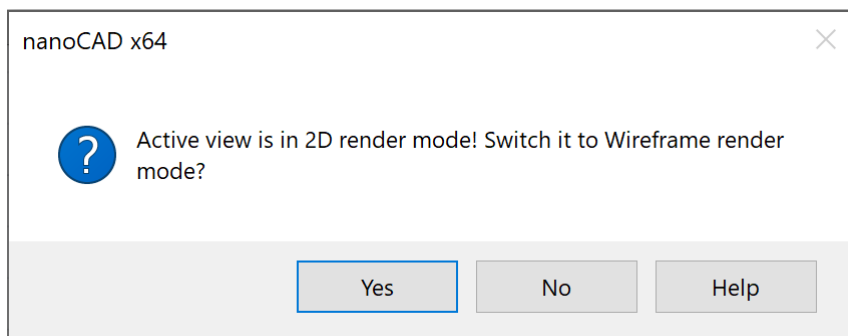 nanoCAD x64
Active view is in 2D render mode! Switch it to Wireframe render
mode?
Yes No Help